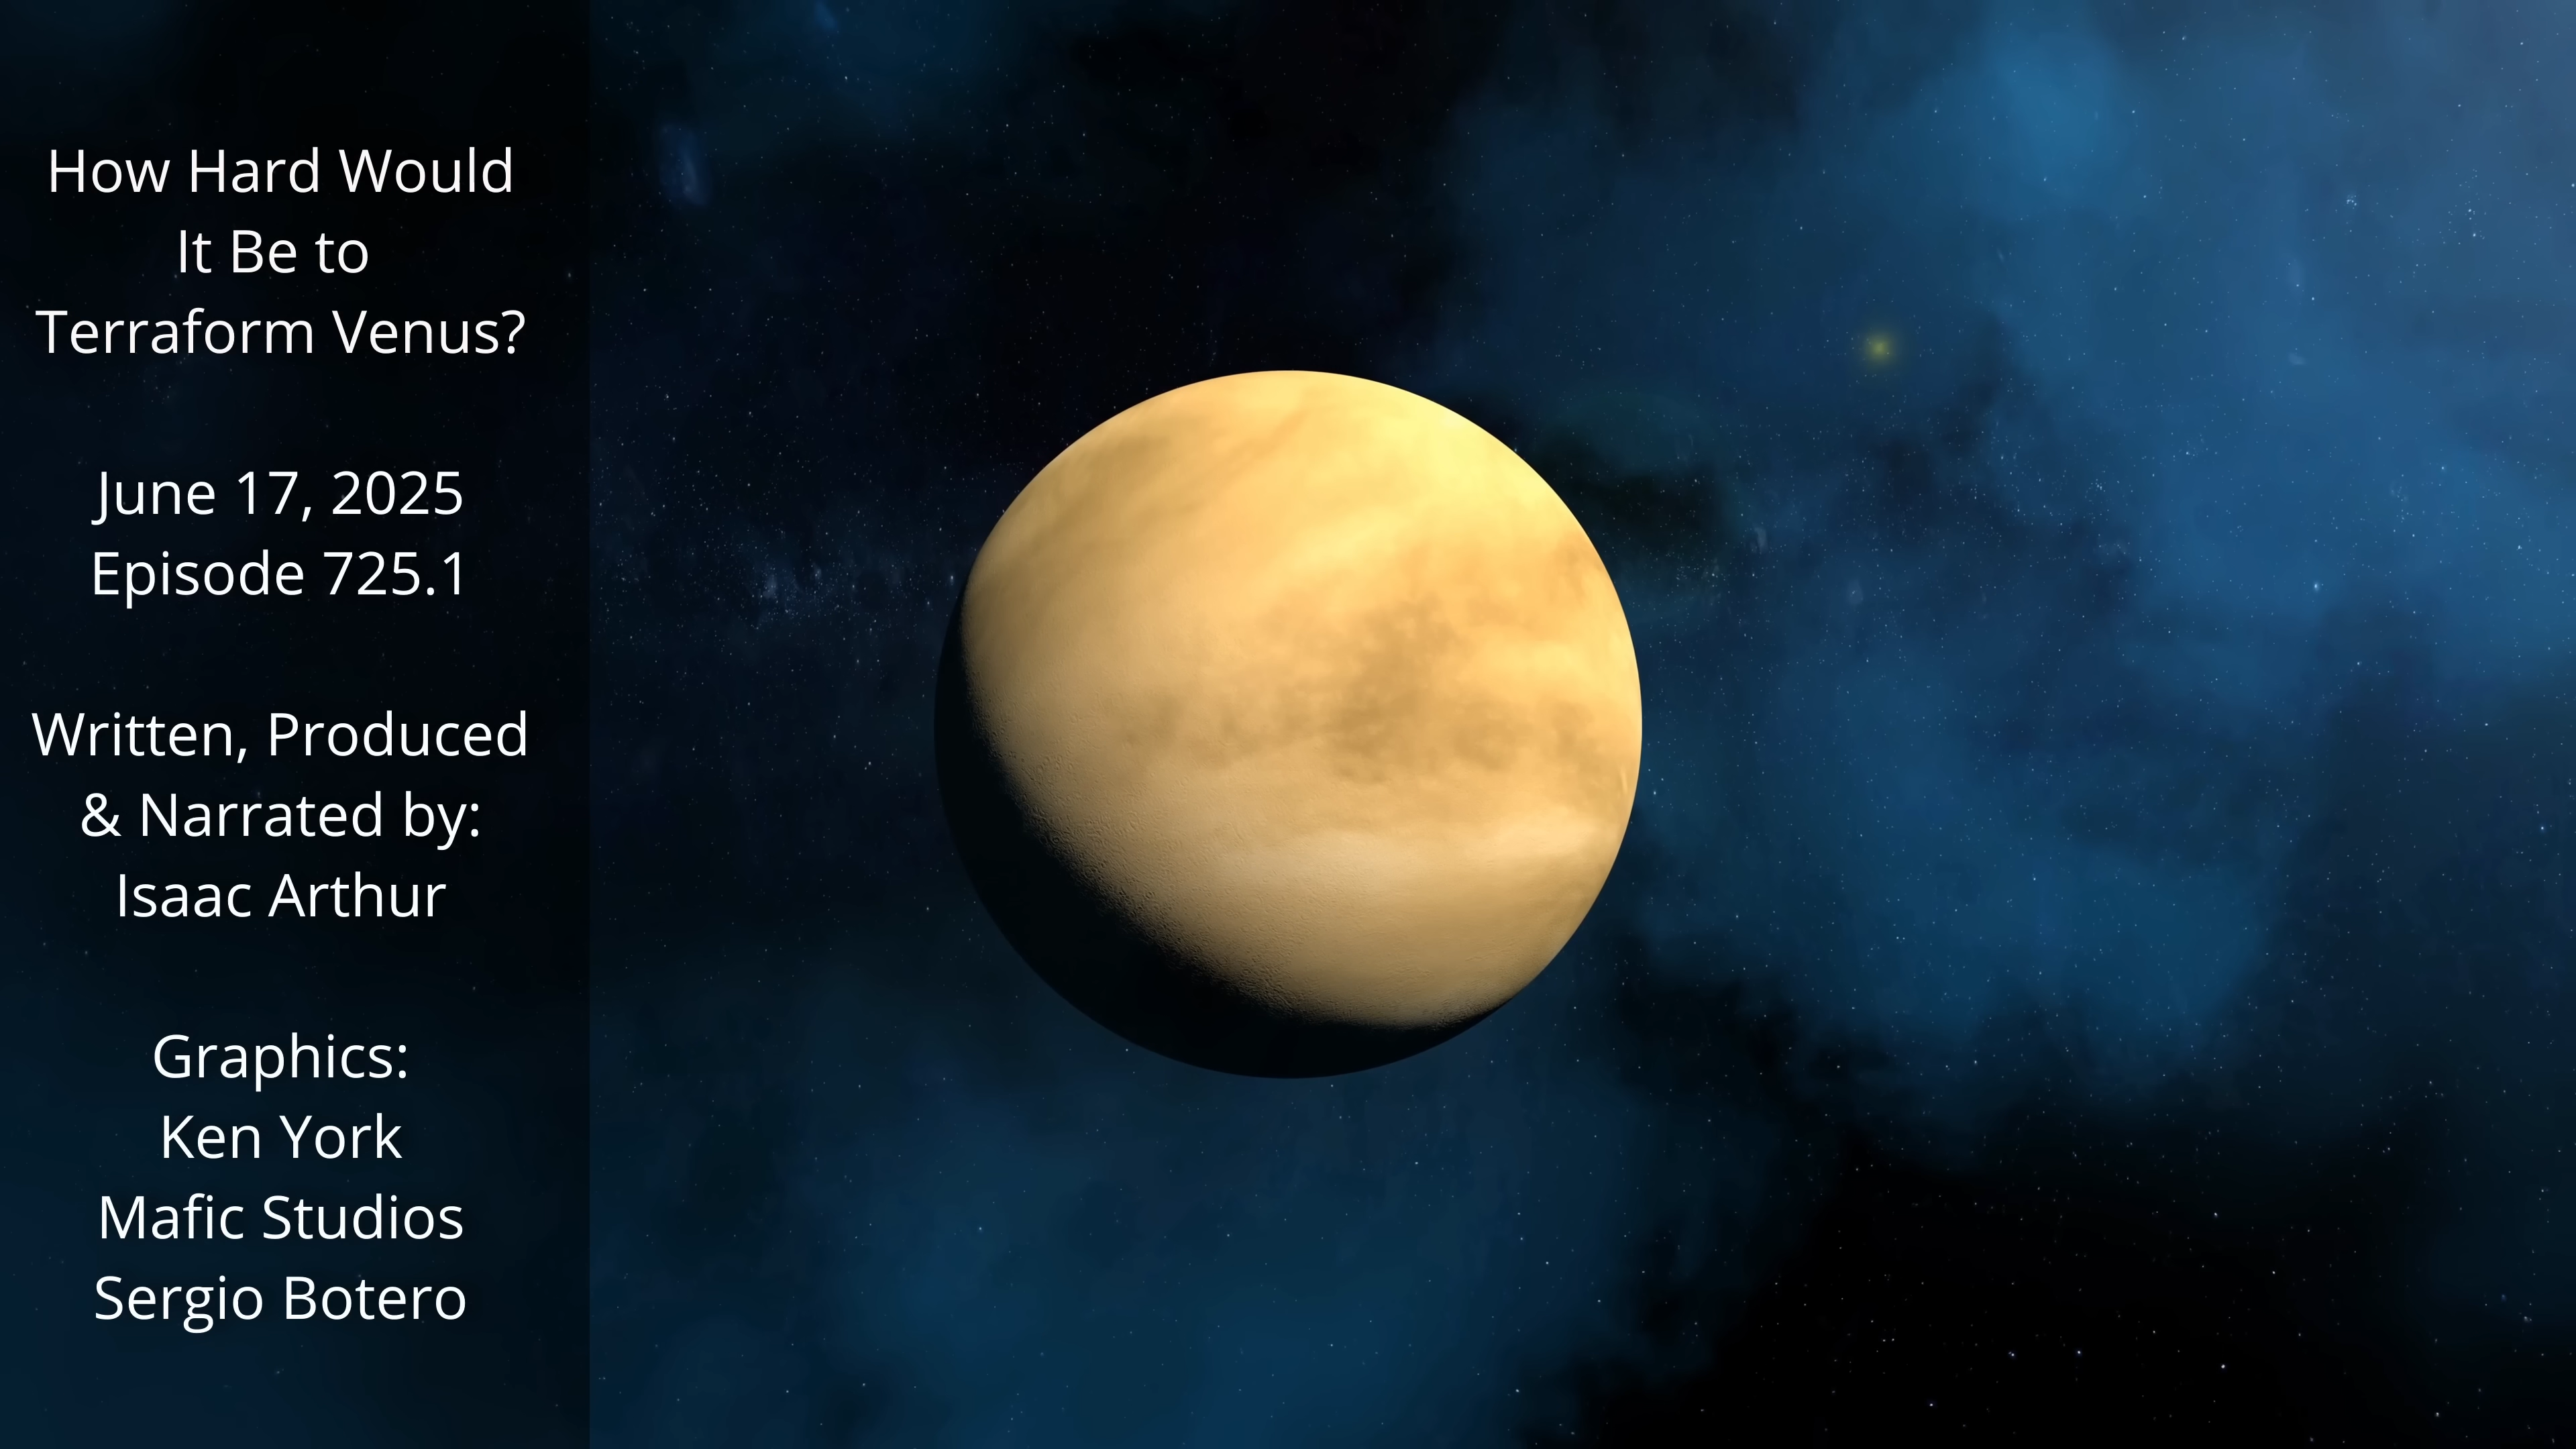 How Hard Would
It Be to
Terraform Venus?
June 17, 2025
Episode 725.1
Written, Produced
& Narrated by:
Isaac Arthur
Graphics:
Ken York
Mafic Studios
Sergio Botero